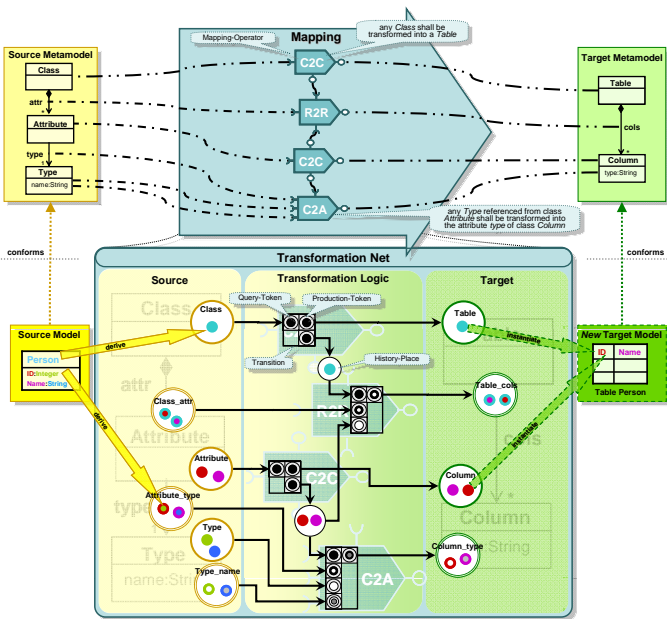 Source Metamodel
Class
attr
*
Attribute
type
1
Type
name:String
Mapping
Mapping-Operator
any Class shall be
transformed into a Table
C2C
R2R
C2C
C2A
any Type referenced from class
Attribute shall be transformed into
the attribute type of class Column
Target Metamodel
Table
cols
*
Column
type:String
conforms
conforms
Transformation Net
Source
Transformation Logic
Target
Query-Token
Production-Token
Transition
History-Place
Class
Class
attr
Class_attr
Attribute
Attribute
Attribute_type
type
Type
Type
Type_name
name:Strin
R2R
C2C
C2A
Table
Table_cols
cols
Column
*
Column
Column_type
:String
Source Model
Person
ID:Integer
Name:String
derive
derive
instantiate
instantiate
New Target Model
ID
Name
Table Person